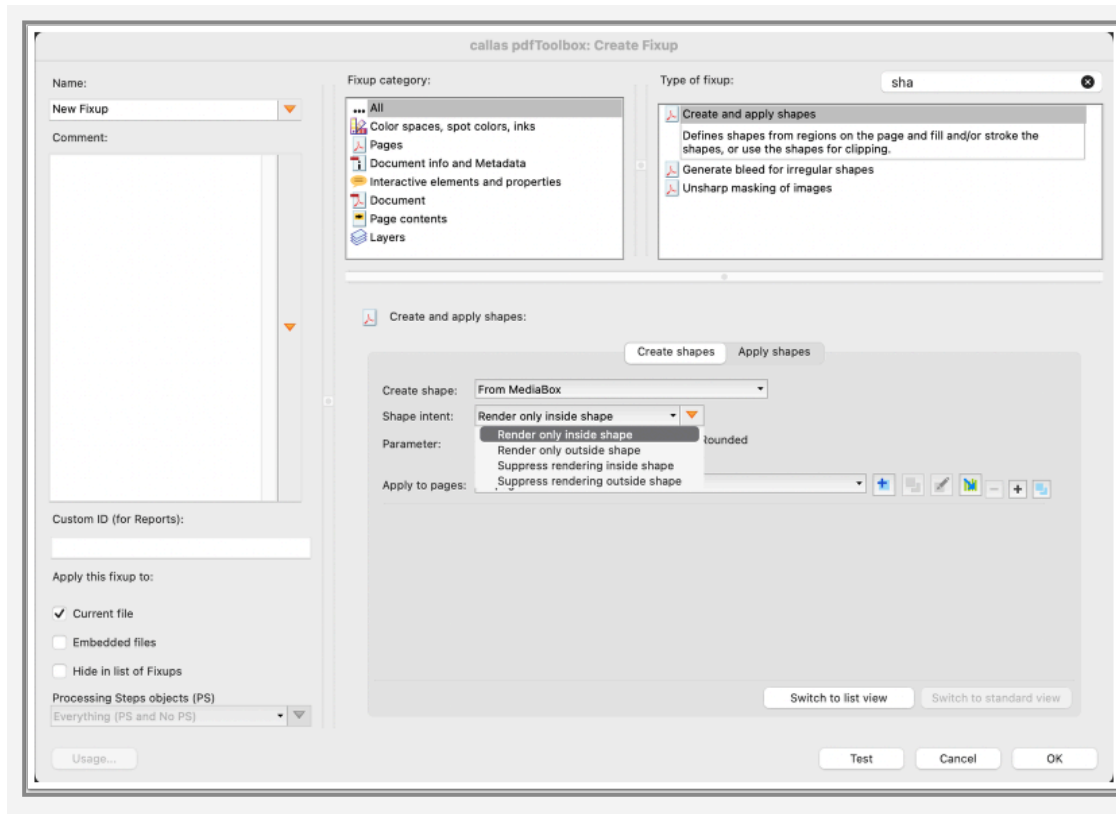 callas pdfToolbox: Create Fixup
Name:
New Fixup
Comment:
Custom ID (for Reports):
Apply this fixup to:
Current file
Embedded files
Hide in list of Fixups
Processing Steps objects (PS)
Everything (PS and No PS)
Usage...
Fixup category:
... All
Color spaces, spot colors, inks
Pages
Document info and Metadata
Interactive elements and properties
Document
Page contents
Layers
Type of fixup:
sha
Create and apply shapes
Defines shapes from regions on the page and fill and/or stroke the
shapes, or use the shapes for clipping.
Generate bleed for irregular shapes
Unsharp masking of images
Create and apply shapes:
Create shapes Apply shapes
Create shape: From MediaBox
Shape intent: Render only inside shape
Render only inside shape
Render only outside shape
Suppress rendering inside shape
Suppress rendering outside shape
Parameter:
Rounded
Apply to pages:
Switch to list view Switch to standard view
Test Cancel OK